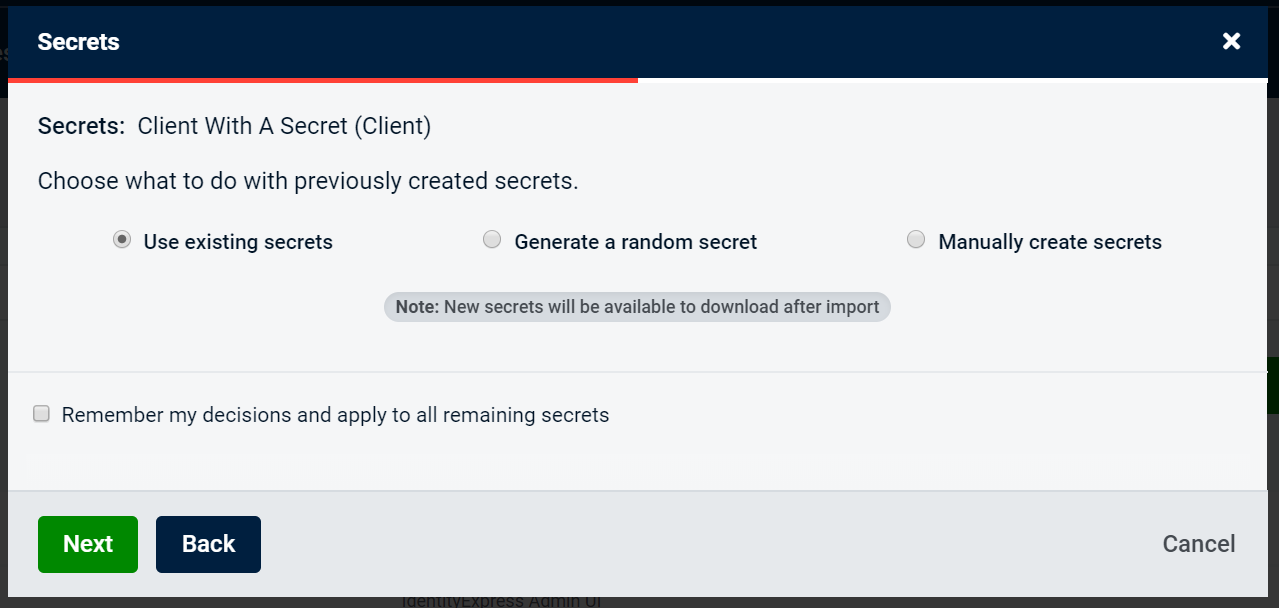 Secrets
Secrets: Client With A Secret (Client)
Choose what to do with previously created secrets.
Use existing secrets
Generate a random secret
Manually create secrets
Note: New secrets will be available to download after import
Remember my decisions and apply to all remaining secrets
Next
Back
Cancel
IdentityExpress Admin UI